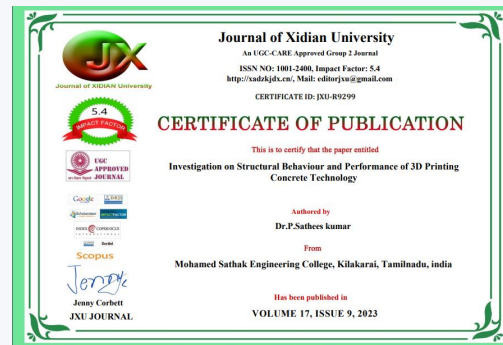 JX
Journal of XIDIAN University
Journal of Xidian University
An UGC-CARE Approved Group 2 Journal
ISSN NO: 1001-2400, Impact Factor: 5.4
http://xadzkjdx.cn/, Mail: editorjxu@gmail.com
CERTIFICATE ID: JXU-R9299
5.4
IMPACT FACTOR
CERTIFICATE OF PUBLICATION
This is to certify that the paper entitled
UGC
APPROVED
JOURNAL
Investigation on Structural Behaviour and Performance of 3D Printing
Concrete Technology
Google
INDEX COPERNICUS
Scopus
Authored by
Dr.P.Sathees kumar
From
Mohamed Sathak Engineering College, Kilakarai, Tamilnadu, india
Jenny Corbett
JXU JOURNAL
Has been published in
VOLUME 17, ISSUE 9, 2023